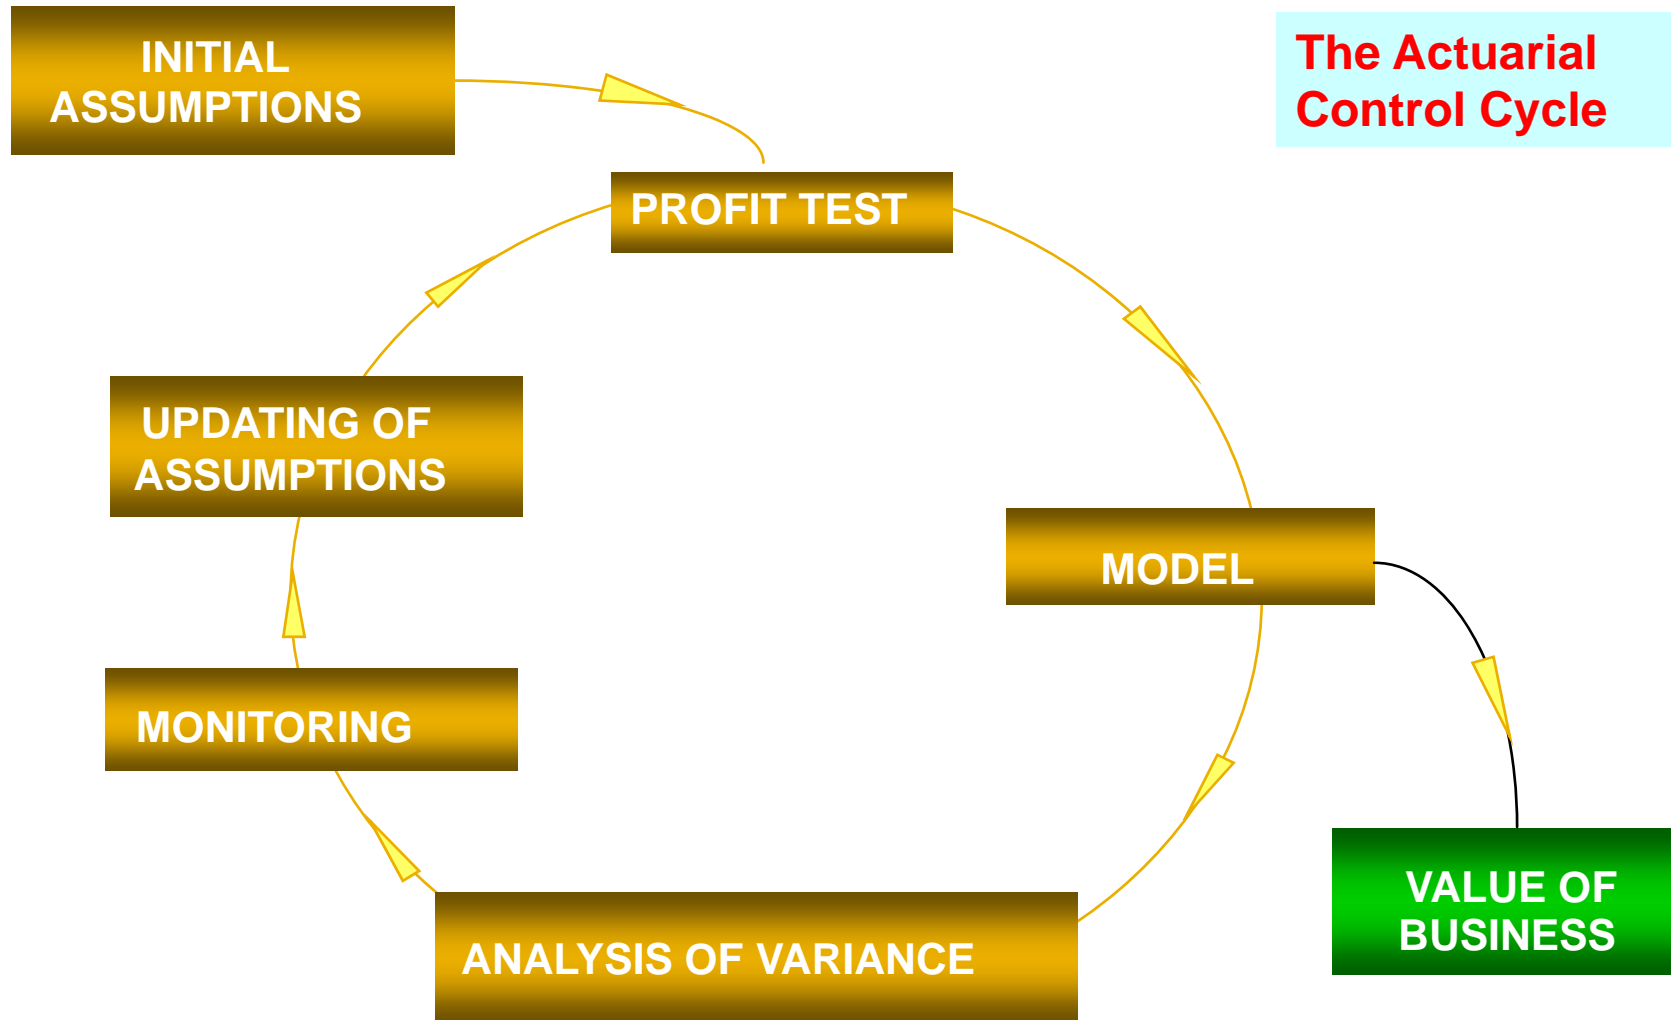 INITIAL
ASSUMPTIONS
The Actuarial
Control Cycle
PROFIT TEST
UPDATING OF
ASSUMPTIONS
MODEL
MONITORING
VALUE OF
BUSINESS
ANALYSIS OF VARIANCE